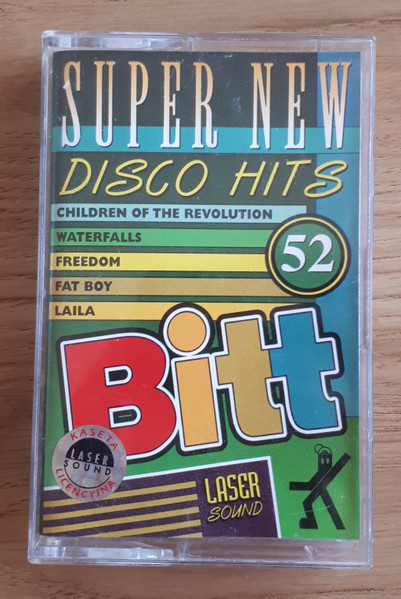 SUPER NEW
DISCO HITS
CHILDREN OF THE REVOLUTION
WATERFALLS
FREEDOM
52
FAT BOY
LAILA
Bitt
KASETA
LASER
SOUND
LICENCYJNA
LASER
SOUND